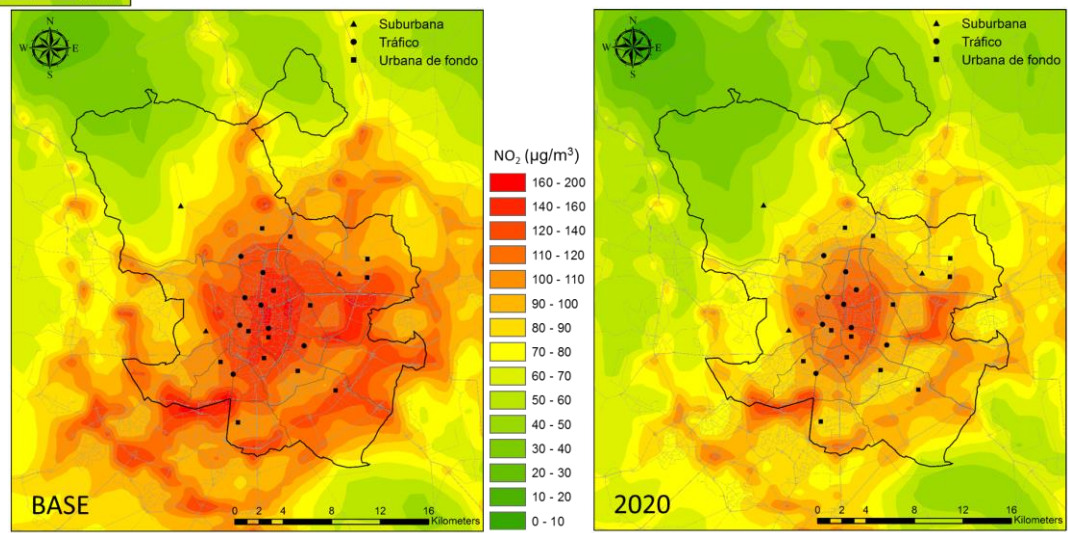 N
W E
S
Suburbana
Tráfico
Urbana de fondo
BASE
0 2 4 8 12 16
Kilometers
NO₂ (µg/m³)
160 - 200
140 - 160
120 - 140
110 - 120
100 - 110
90 - 100
80 - 90
70 - 80
60 - 70
50 - 60
40 - 50
30 - 40
20 - 30
10 - 20
0 - 10
N
W E
S
Suburbana
Tráfico
Urbana de fondo
2020
0 2 4 8 12 16
Kilometers